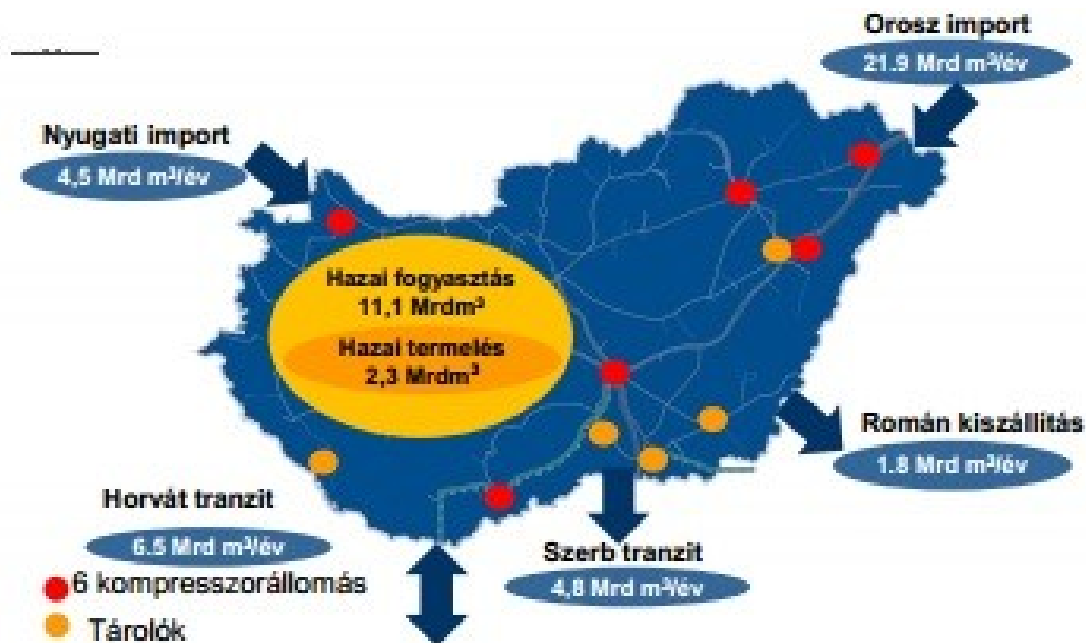 Orosz import
21.9 Mrd m³/év
Nyugati import
4,5 Mrd m³/év
Hazai fogyasztás
11,1 Mrdm³
Hazai termelés
2,3 Mrdm³
Román kiszállítás
1.8 Mrd m³/év
Horvát tranzit
6.5 Mrd m³/év
Szerb tranzit
4,8 Mrd m³/év
6 kompresszorállomás
Tárolók